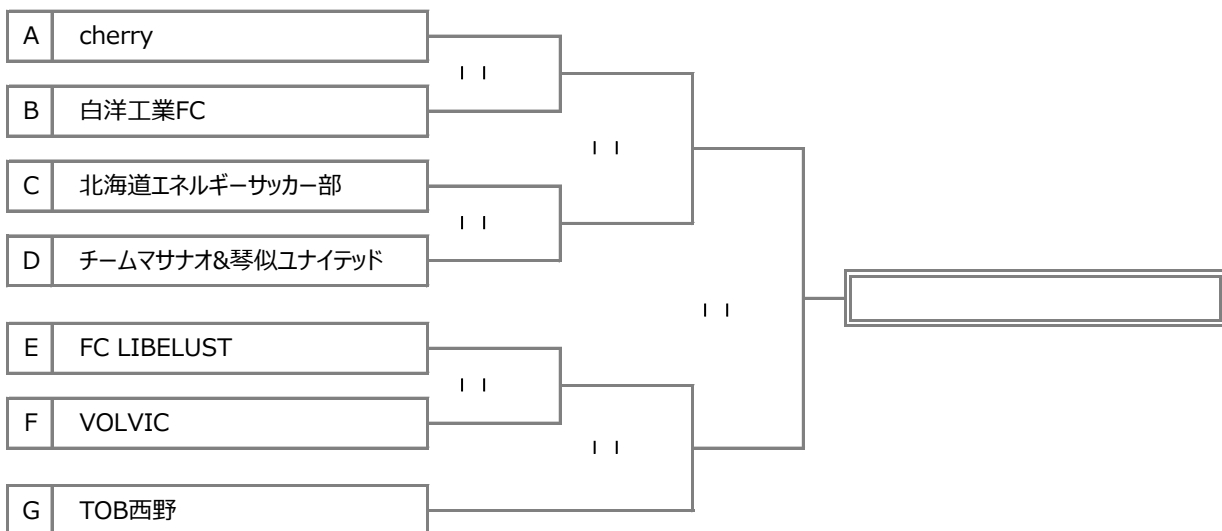 A cherry
B 白洋工業FC
C 北海道エネルギーサッカー部
D チームマサナオ&琴似ユナイテッド
E FC LIBELUST
F VOLVIC
G TOB西野